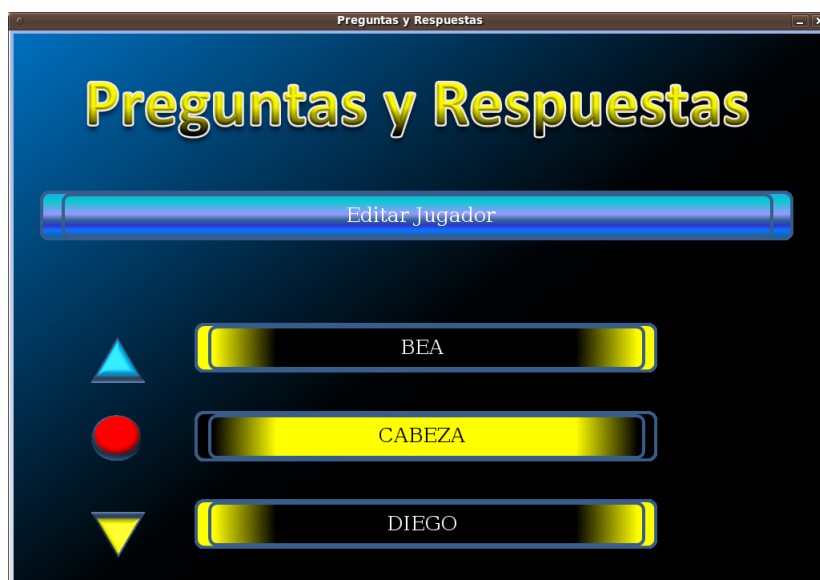 Preguntas y Respuestas
Preguntas y Respuestas
Editar Jugador
BEA
CABEZA
DIEGO